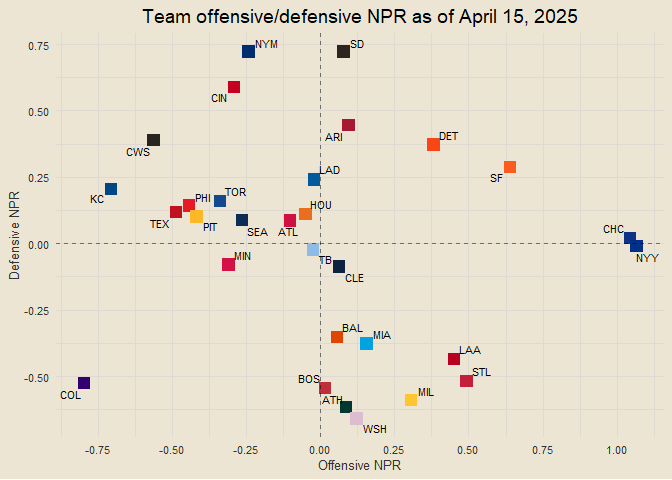 Team offensive/defensive NPR as of April 15, 2025
0.75
NYM
SD
CIN
0.50
ARI
DET
CWS
SF
0.25
LAD
KC
TOR
PHI
HOU
TEX
PIT
SEA
ATL
CHC
0.00
NYY
MIN
TB
CLE
-0.25
BAL
MIA
LAA
-0.50
STL
COL
BOS
MIL
ATH
WSH
Defensive NPR
-0.75
-0.50
-0.25
0.00
0.25
0.50
0.75
1.00
Offensive NPR